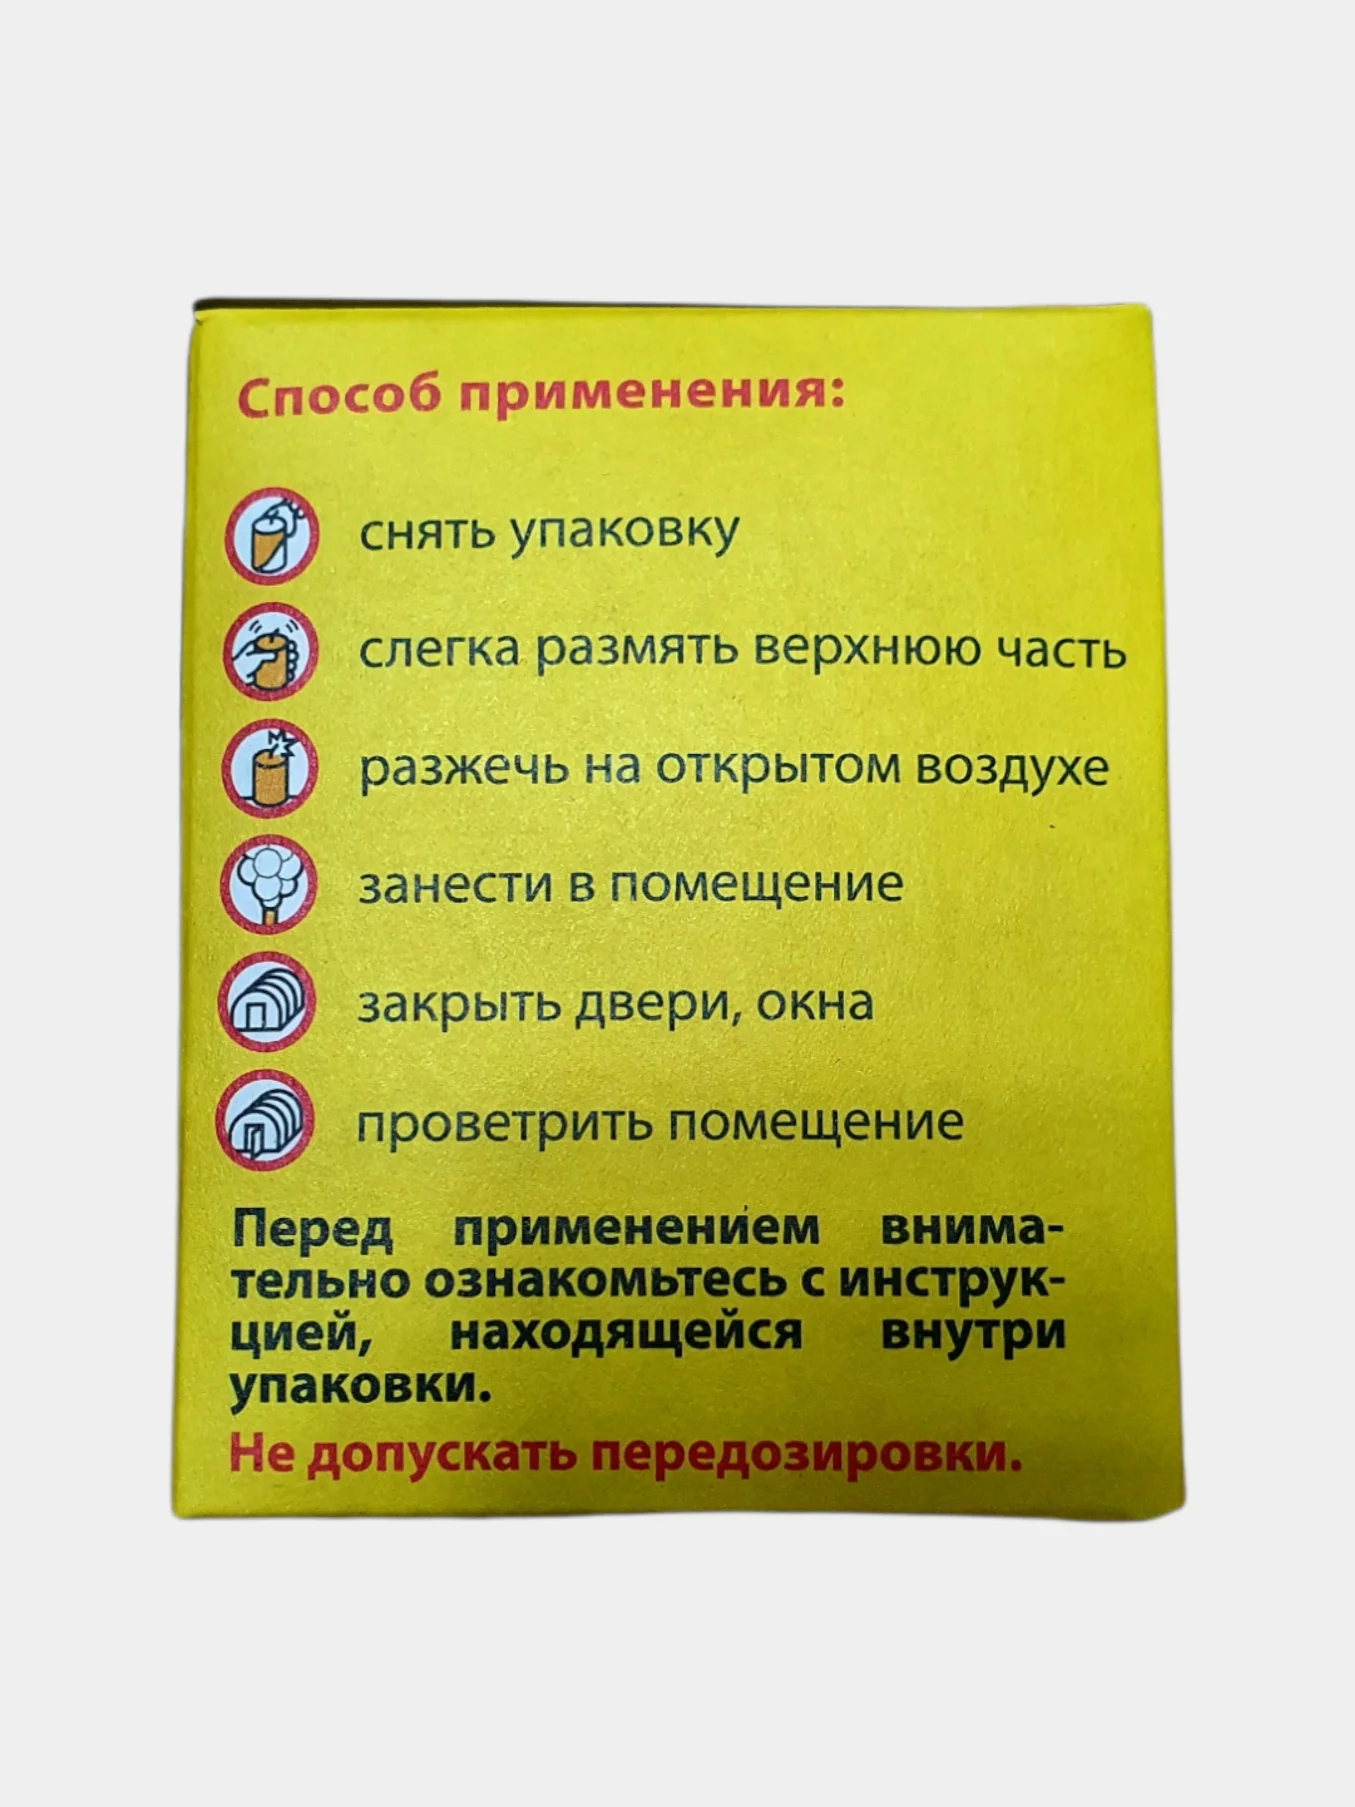 Способ применения:
снять упаковку
слегка размять верхнюю часть
разжечь на открытом воздухе
занести в помещение
закрыть двери, окна
проветрить помещение
Перед применением внима-
тельно ознакомьтесь с инструк-
цией, находящейся внутри
упаковки.
Не допускать передозировки.